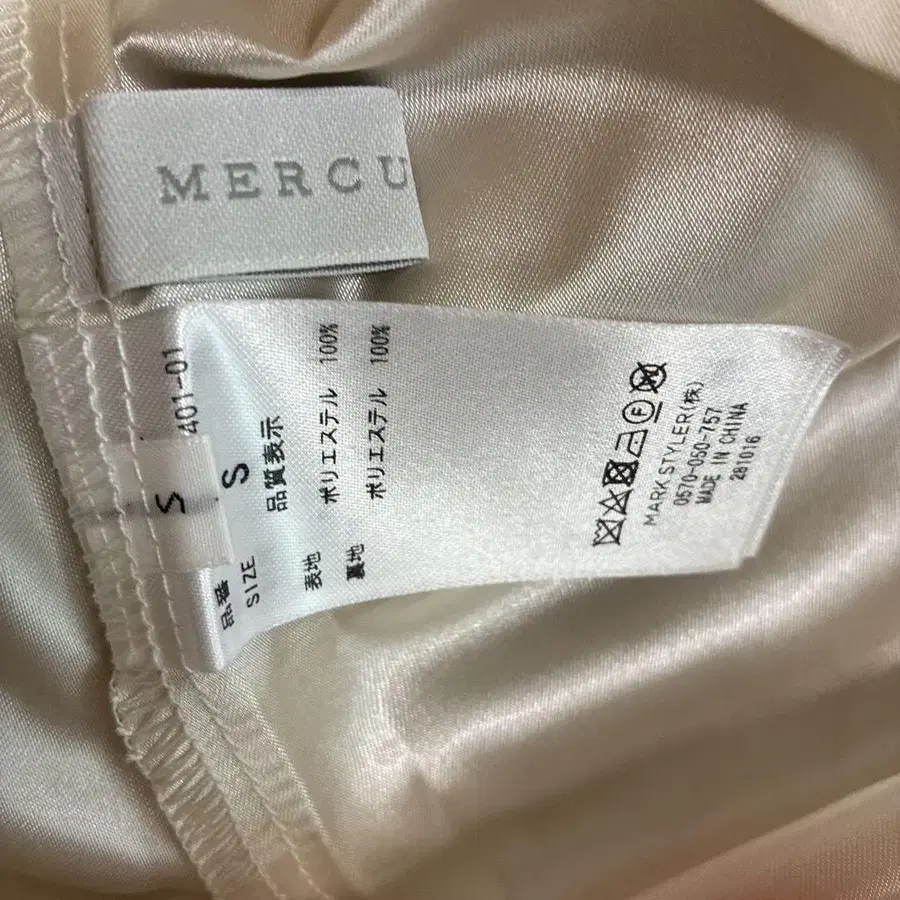 MERCU
S
品番 401-01
SIZE S
品質表示
表地 ポリエステル 100%
裏地 ポリエステル 100%
MARK STYLER(株)
0570-050-757
MADE IN CHINA
281016